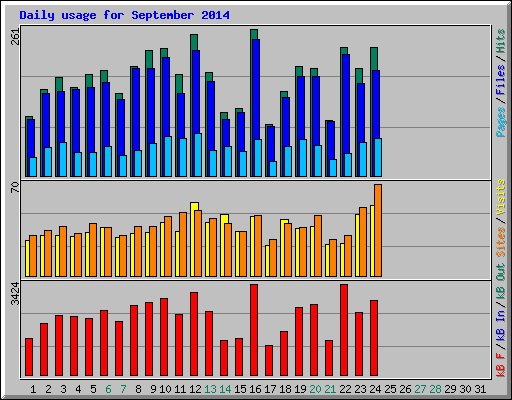 Daily usage for September 2014
261
Pages / Files / Hits
70
Sites / Visits
3424
kB F / kB In / kB Out
1 2 3 4 5 6 7 8 9 10 11 12 13 14 15 16 17 18 19 20 21 22 23 24 25 26 27 28 29 30 31